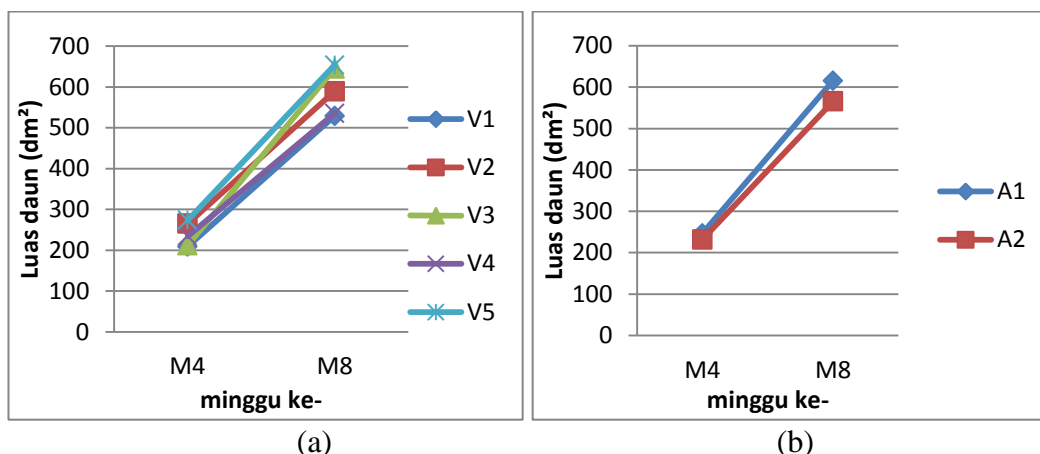 700
600
500
400
300
200
100
0
Luas daun (dm²)
M4 M8
minggu ke-
V1
V2
V3
V4
V5
(a)
700
600
500
400
300
200
100
0
Luas daun (dm²)
M4 M8
minggu ke-
A1
A2
(b)